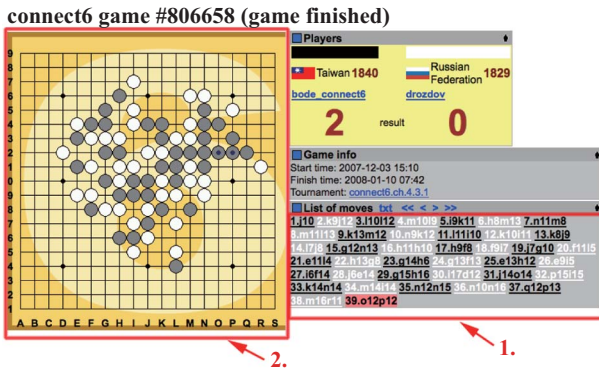 connect6 game #806658 (game finished)
9
8
7
6
5
4
3
2
1
0
9
8
7
6
5
4
3
2
1
A B C D E F G H I J K L M N O P Q R S
2.
Players
Taiwan 1840
Russian Federation 1829
bode_connect6 drozdov
2 result 0
Game info
Start time: 2007-12-03 15:10
Finish time: 2008-01-10 07:42
Tournament: connect6.ch.4.3.1
List of moves txt << < > >>
1.j10 2.k9j12 3.l10l12 4.m10l9 5.i9k11 6.h8m13 7.n11m8
8.m11l13 9.k13m12 10.n9k12 11.l11i10 12.k10i11 13.k8j9
14.l7j8 15.g12n13 16.h11h10 17.h9f8 18.f9i7 19.j7g10 20.f11l5
21.e11l4 22.h13g8 23.g14h6 24.g13f13 25.e13h12 26.e9i5
27.i6f14 28.j6e14 29.g15h16 30.i17d12 31.j14o14 32.p15i15
33.k14n14 34.m14i14 35.n12n15 36.n10n16 37.q12p13
38.m16r11 39.o12p12
1.